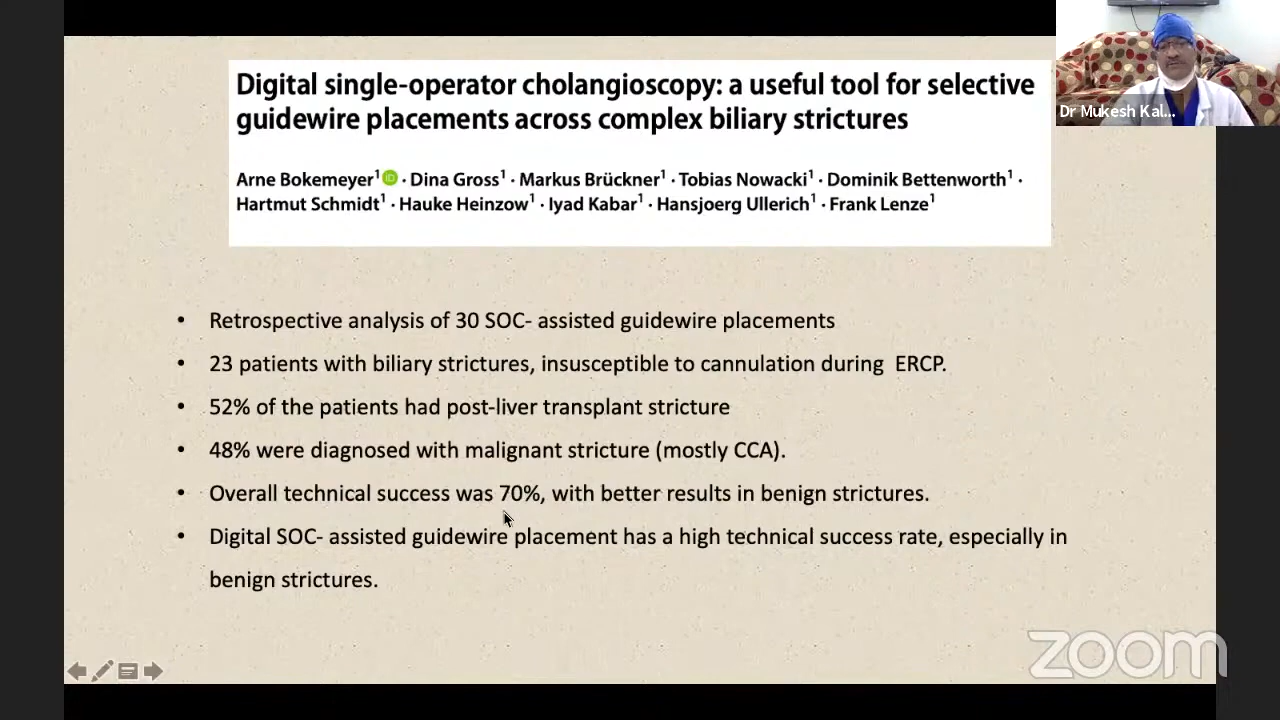 Digital single-operator cholangioscopy: a useful tool for selective
guidewire placements across complex biliary strictures
Arne Bokemeyer1 iD · Dina Gross1 · Markus Brückner1 · Tobias Nowacki1 · Dominik Bettenworth1 ·
Hartmut Schmidt1 · Hauke Heinzow1 · Iyad Kabar1 · Hansjoerg Ullerich1 · Frank Lenze1
Dr Mukesh Kal...
• Retrospective analysis of 30 SOC- assisted guidewire placements
• 23 patients with biliary strictures, insusceptible to cannulation during ERCP.
• 52% of the patients had post-liver transplant stricture
• 48% were diagnosed with malignant stricture (mostly CCA).
• Overall technical success was 70%, with better results in benign strictures.
• Digital SOC- assisted guidewire placement has a high technical success rate, especially in
benign strictures.
zoom